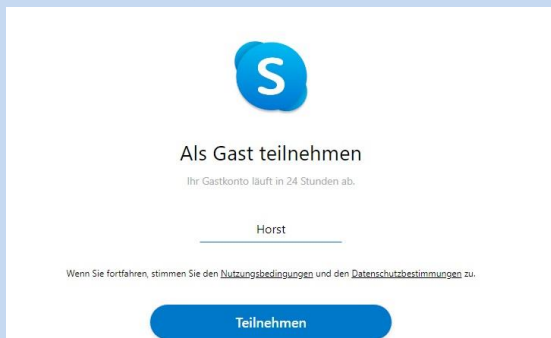 S
Als Gast teilnehmen
Ihr Gastkonto läuft in 24 Stunden ab.
Horst
Wenn Sie fortfahren, stimmen Sie den Nutzungsbedingungen und den Datenschutzbestimmungen zu.
Teilnehmen